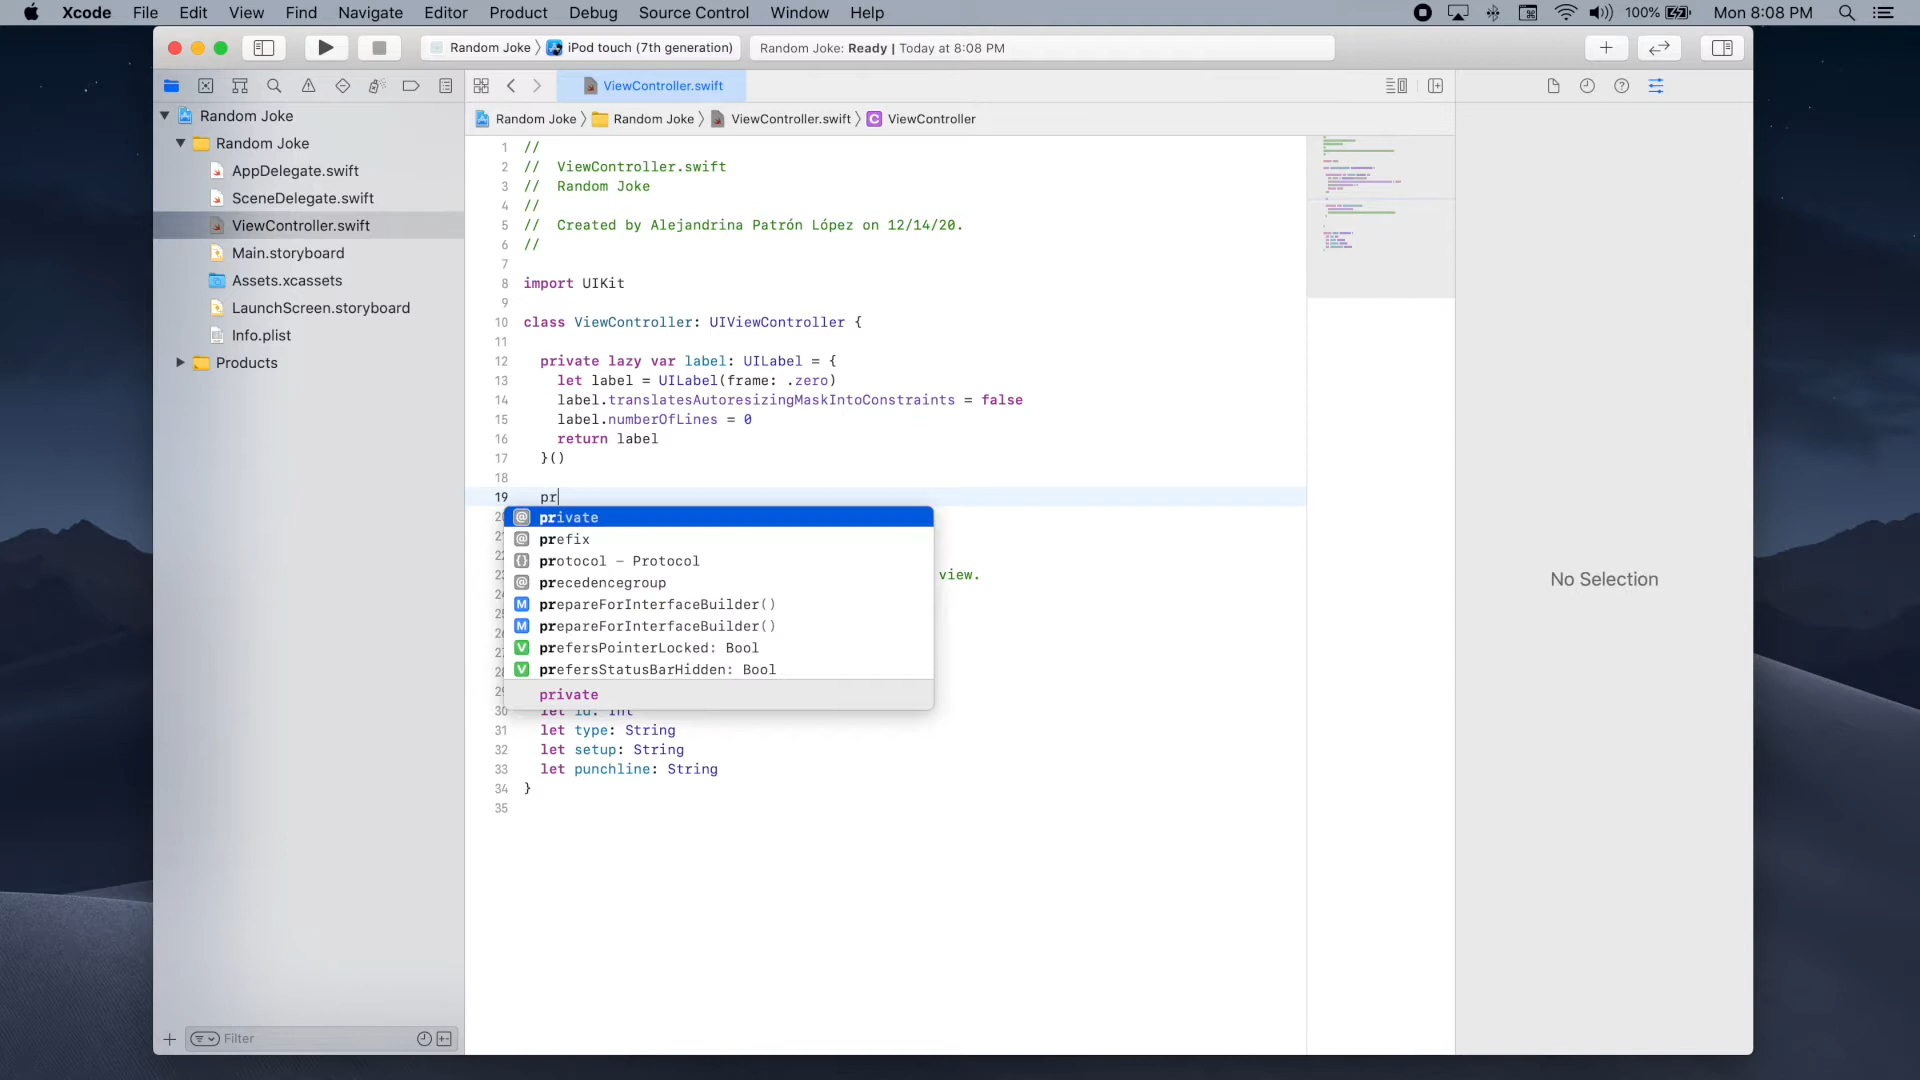 Xcode File Edit View Find Navigate Editor Product Debug Source Control Window Help 100% Mon 8:08 PM
Random Joke 〉 iPod touch (7th generation) Random Joke: Ready | Today at 8:08 PM
ViewController.swift
Random Joke 〉 Random Joke 〉 ViewController.swift 〉 C ViewController
Random Joke
Random Joke
AppDelegate.swift
SceneDelegate.swift
ViewController.swift
Main.storyboard
Assets.xcassets
LaunchScreen.storyboard
Info.plist
Products
Filter
1 //
2 //  ViewController.swift
3 //  Random Joke
4 //
5 //  Created by Alejandrina Patrón López on 12/14/20.
6 //
7
8 import UIKit
9
10 class ViewController: UIViewController {
11
12   private lazy var label: UILabel = {
13     let label = UILabel(frame: .zero)
14     label.translatesAutoresizingMaskIntoConstraints = false
15     label.numberOfLines = 0
16     return label
17   }()
18
19   pr
@ private
@ prefix
{} protocol – Protocol
view.
@ precedencegroup
M prepareForInterfaceBuilder()
M prepareForInterfaceBuilder()
V prefersPointerLocked: Bool
V prefersStatusBarHidden: Bool
private
30   let id: Int
31   let type: String
32   let setup: String
33   let punchline: String
34 }
35
No Selection